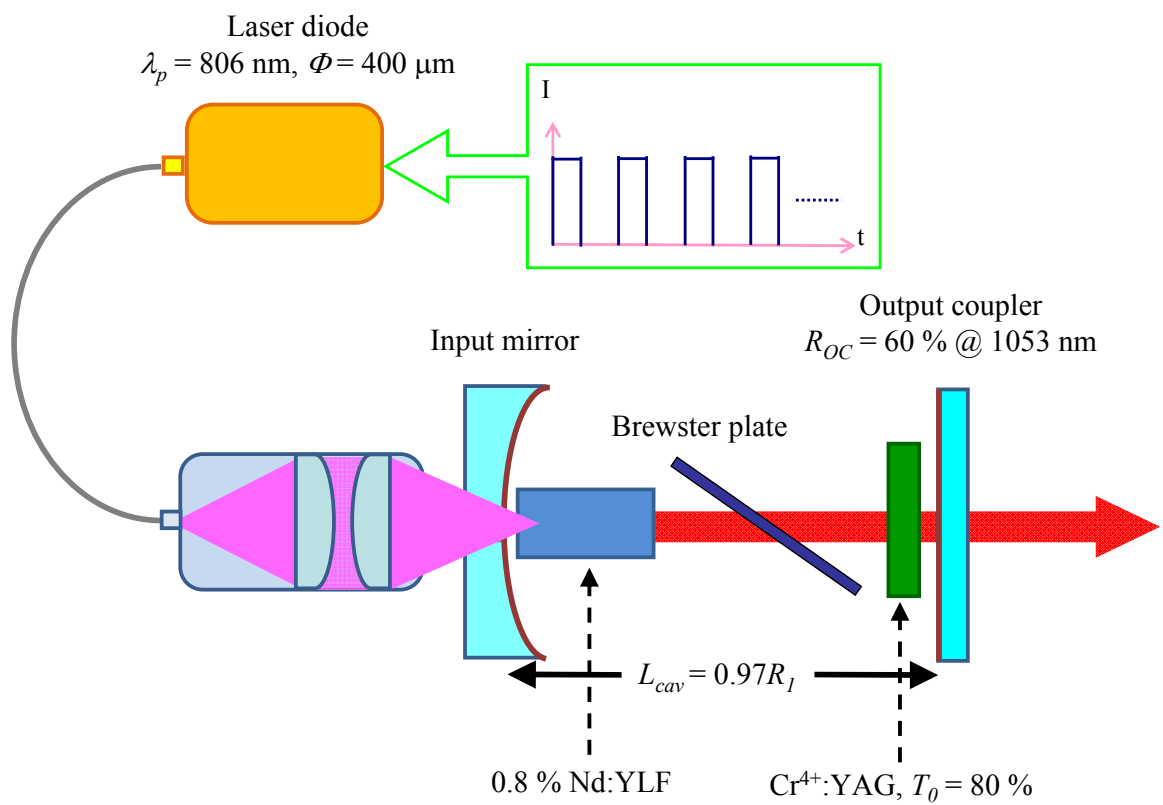 Laser diode
λp = 806 nm, Φ = 400 μm
I
t
Output coupler
ROC = 60 % @ 1053 nm
Input mirror
Brewster plate
Lcav = 0.97R1
0.8 % Nd:YLF
Cr4+:YAG, T0 = 80 %